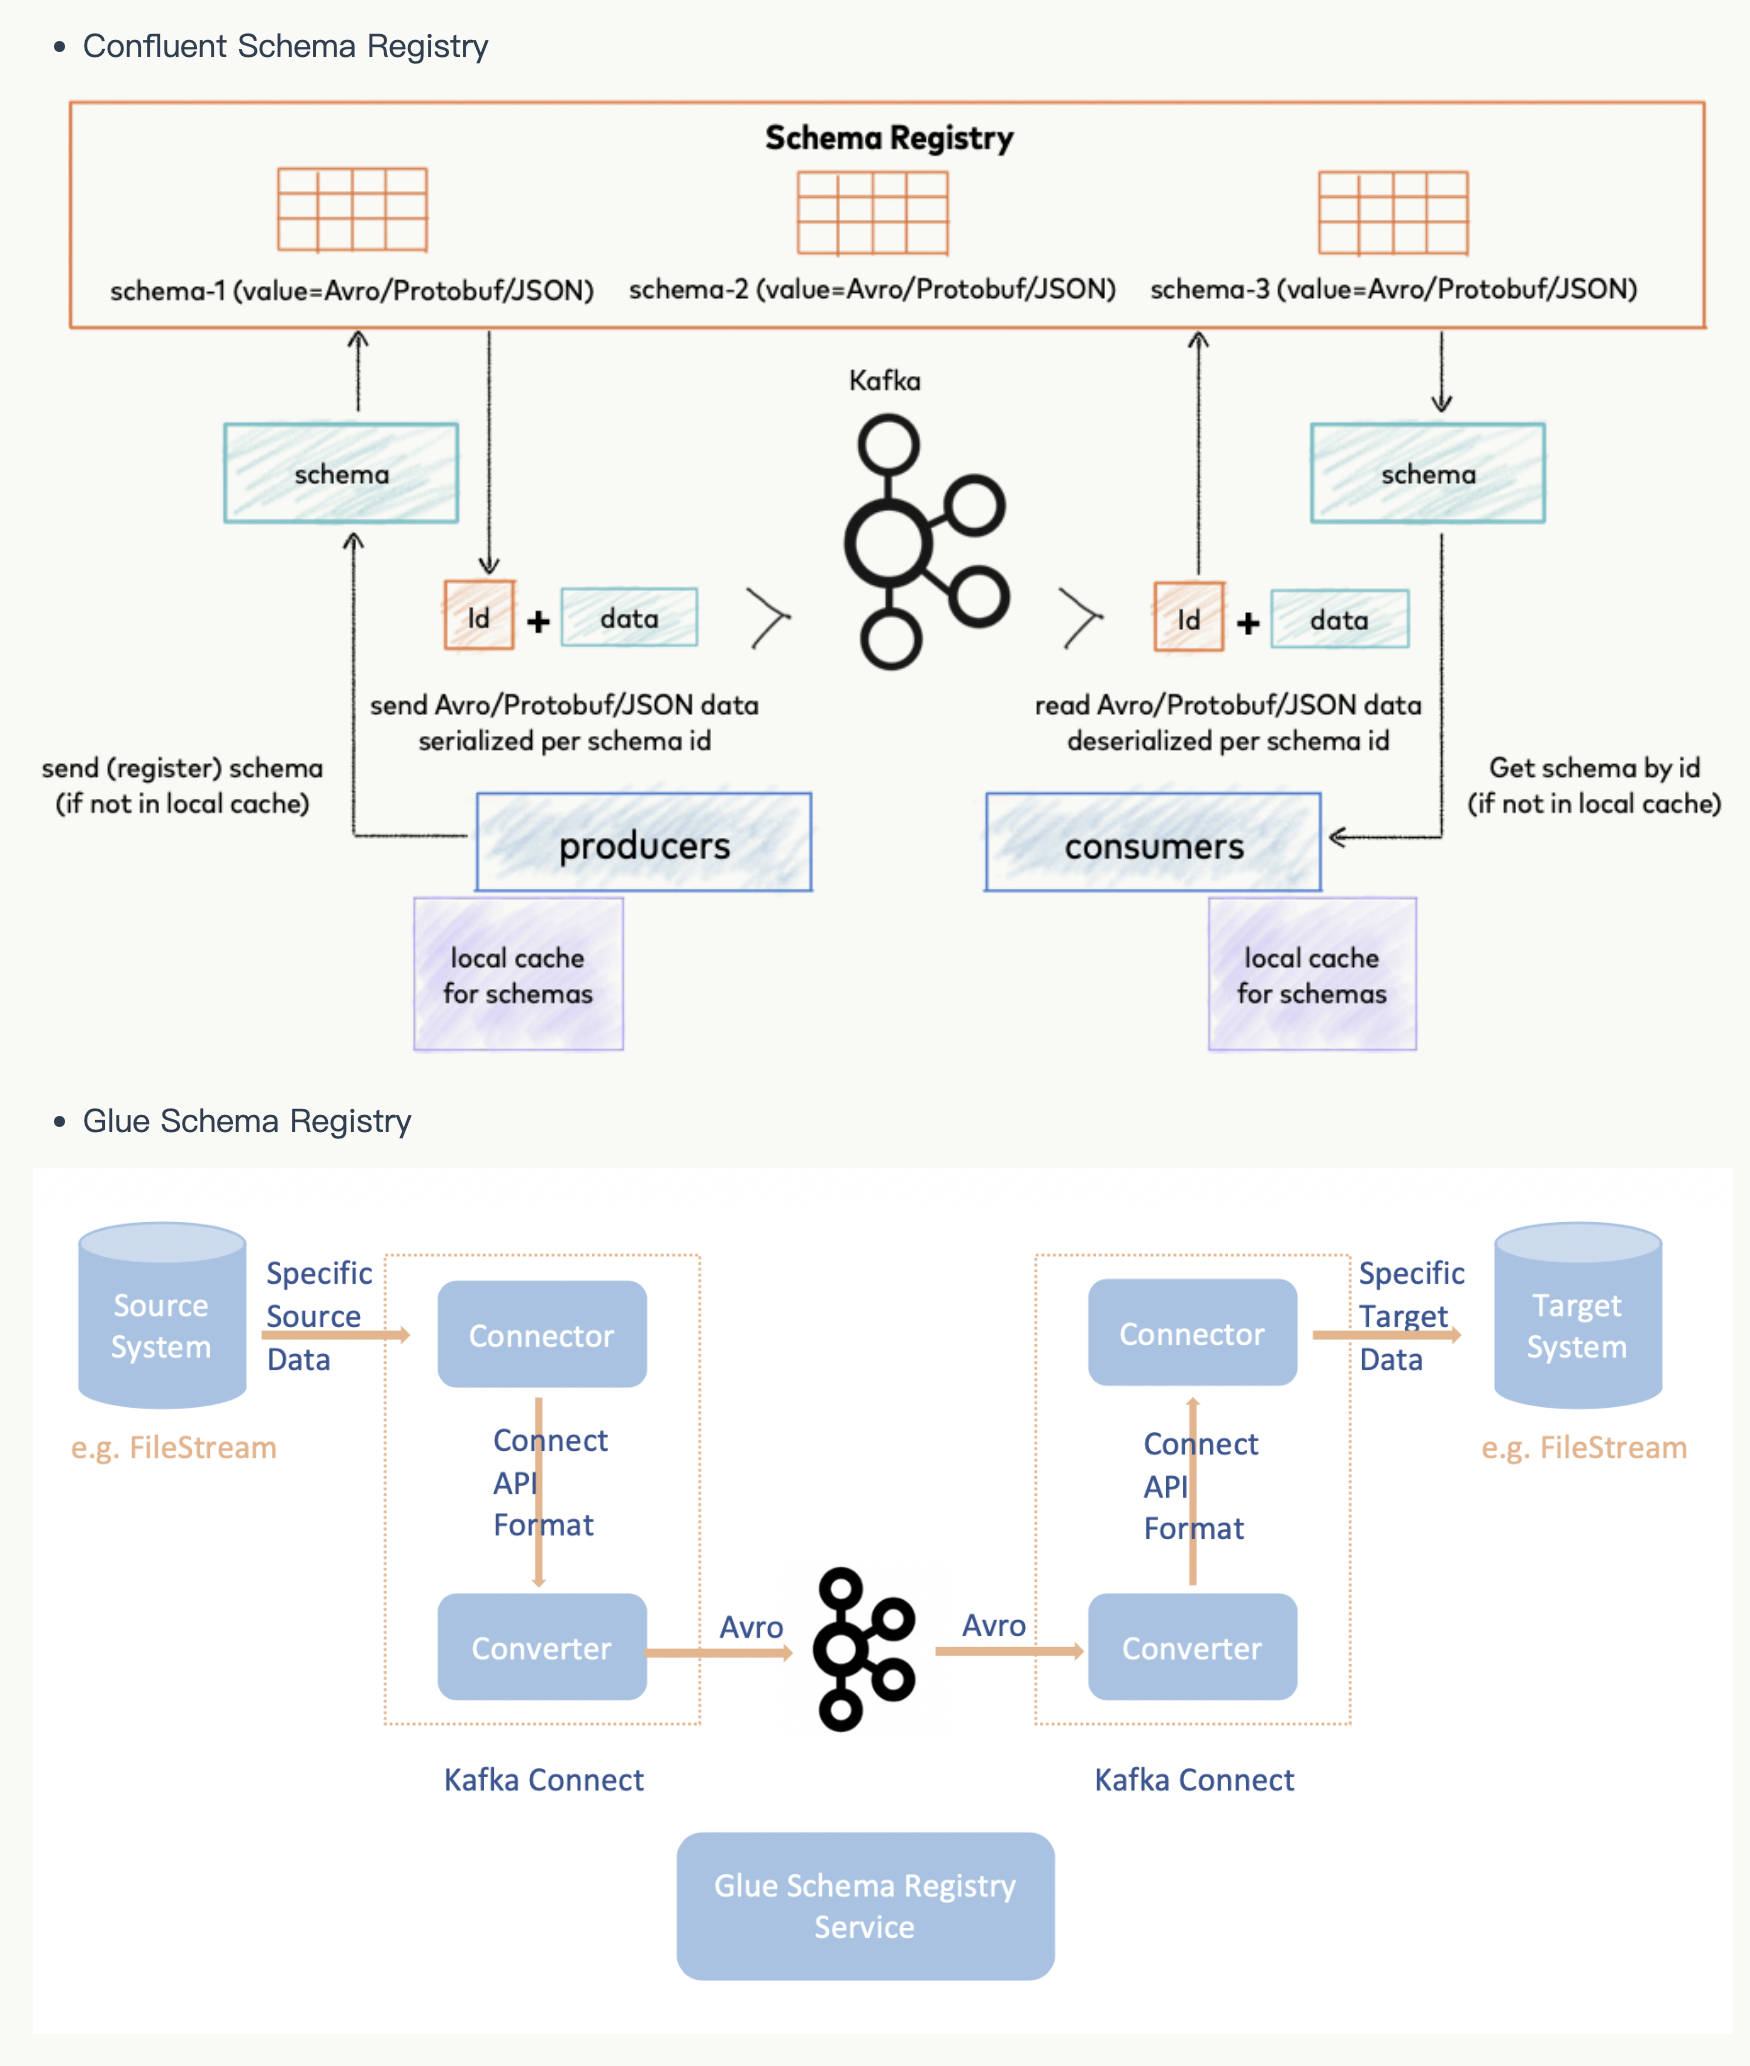 • Confluent Schema Registry
Schema Registry
schema-1 (value=Avro/Protobuf/JSON)
schema-2 (value=Avro/Protobuf/JSON)
schema-3 (value=Avro/Protobuf/JSON)
Kafka
schema
schema
Id
+
data
Id
+
data
send Avro/Protobuf/JSON data
serialized per schema id
read Avro/Protobuf/JSON data
deserialized per schema id
send (register) schema
(if not in local cache)
Get schema by id
(if not in local cache)
producers
consumers
local cache
for schemas
local cache
for schemas
• Glue Schema Registry
Source
System
e.g. FileStream
Specific
Source
Data
Connector
Connect
API
Format
Converter
Kafka Connect
Avro
Avro
Connector
Connect
API
Format
Converter
Kafka Connect
Specific
Target
Data
Target
System
e.g. FileStream
Glue Schema Registry
Service